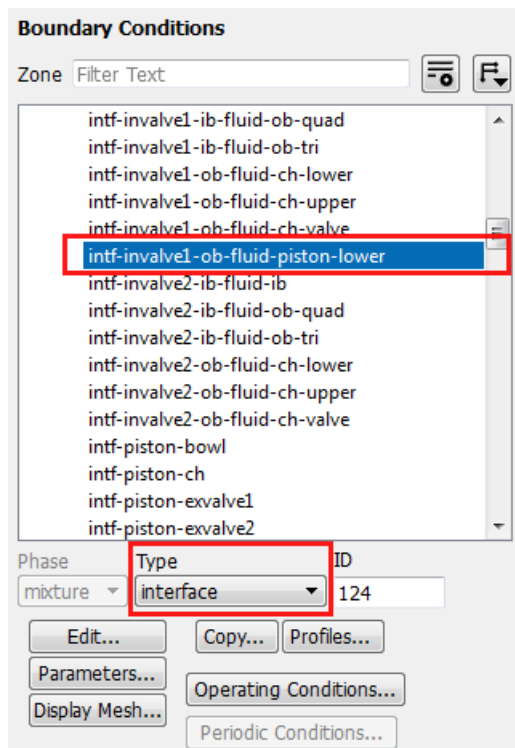 Boundary Conditions
Zone Filter Text
intf-invalve1-ib-fluid-ob-quad
intf-invalve1-ib-fluid-ob-tri
intf-invalve1-ob-fluid-ch-lower
intf-invalve1-ob-fluid-ch-upper
intf-invalve1-ob-fluid-ch-valve
intf-invalve1-ob-fluid-piston-lower
intf-invalve2-ib-fluid-ib
intf-invalve2-ib-fluid-ob-quad
intf-invalve2-ib-fluid-ob-tri
intf-invalve2-ob-fluid-ch-lower
intf-invalve2-ob-fluid-ch-upper
intf-invalve2-ob-fluid-ch-valve
intf-piston-bowl
intf-piston-ch
intf-piston-exvalve1
intf-piston-exvalve2
Phase Type ID
mixture interface 124
Edit... Copy... Profiles...
Parameters... Operating Conditions...
Display Mesh...
Periodic Conditions...